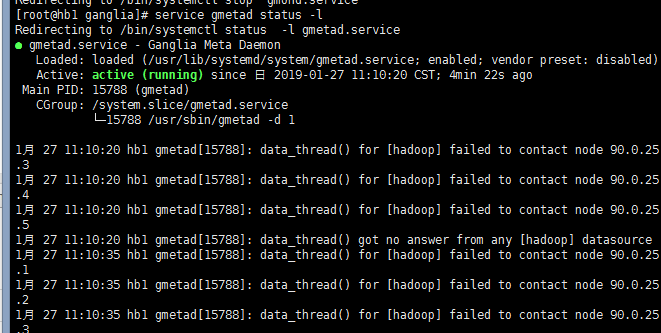 Redirecting to /bin/systemctl stop  gmond.service
[root@hb1 ganglia]# service gmetad status -l
Redirecting to /bin/systemctl status  -l gmetad.service
● gmetad.service - Ganglia Meta Daemon
   Loaded: loaded (/usr/lib/systemd/system/gmetad.service; enabled; vendor preset: disabled)
   Active: active (running) since 日 2019-01-27 11:10:20 CST; 4min 22s ago
 Main PID: 15788 (gmetad)
   CGroup: /system.slice/gmetad.service
           └─15788 /usr/sbin/gmetad -d 1
1月 27 11:10:20 hb1 gmetad[15788]: data_thread() for [hadoop] failed to contact node 90.0.25
.3
1月 27 11:10:20 hb1 gmetad[15788]: data_thread() for [hadoop] failed to contact node 90.0.25
.4
1月 27 11:10:20 hb1 gmetad[15788]: data_thread() for [hadoop] failed to contact node 90.0.25
.5
1月 27 11:10:20 hb1 gmetad[15788]: data_thread() got no answer from any [hadoop] datasource
1月 27 11:10:35 hb1 gmetad[15788]: data_thread() for [hadoop] failed to contact node 90.0.25
.1
1月 27 11:10:35 hb1 gmetad[15788]: data_thread() for [hadoop] failed to contact node 90.0.25
.2
1月 27 11:10:35 hb1 gmetad[15788]: data_thread() for [hadoop] failed to contact node 90.0.25
.3